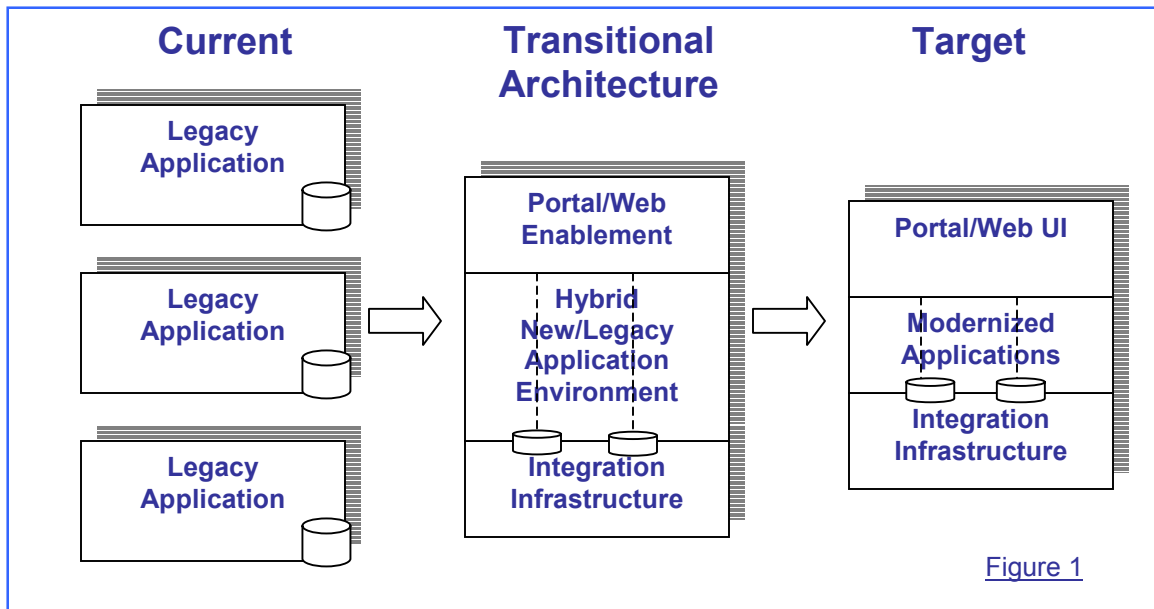 Current
Legacy
Application
Legacy
Application
Legacy
Application
Transitional
Architecture
Portal/Web
Enablement
Hybrid
New/Legacy
Application
Environment
Integration
Infrastructure
Target
Portal/Web UI
Modernized
Applications
Integration
Infrastructure
Figure 1